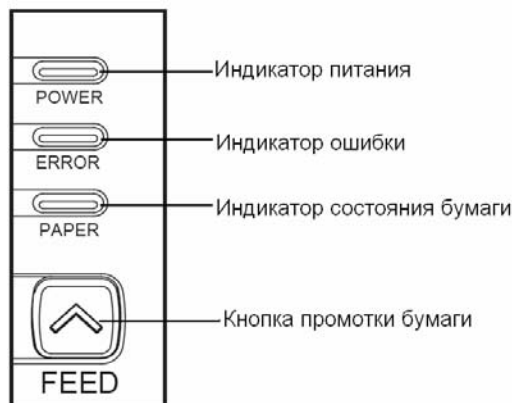 Индикатор питания
POWER
Индикатор ошибки
ERROR
Индикатор состояния бумаги
PAPER
Кнопка промотки бумаги
FEED